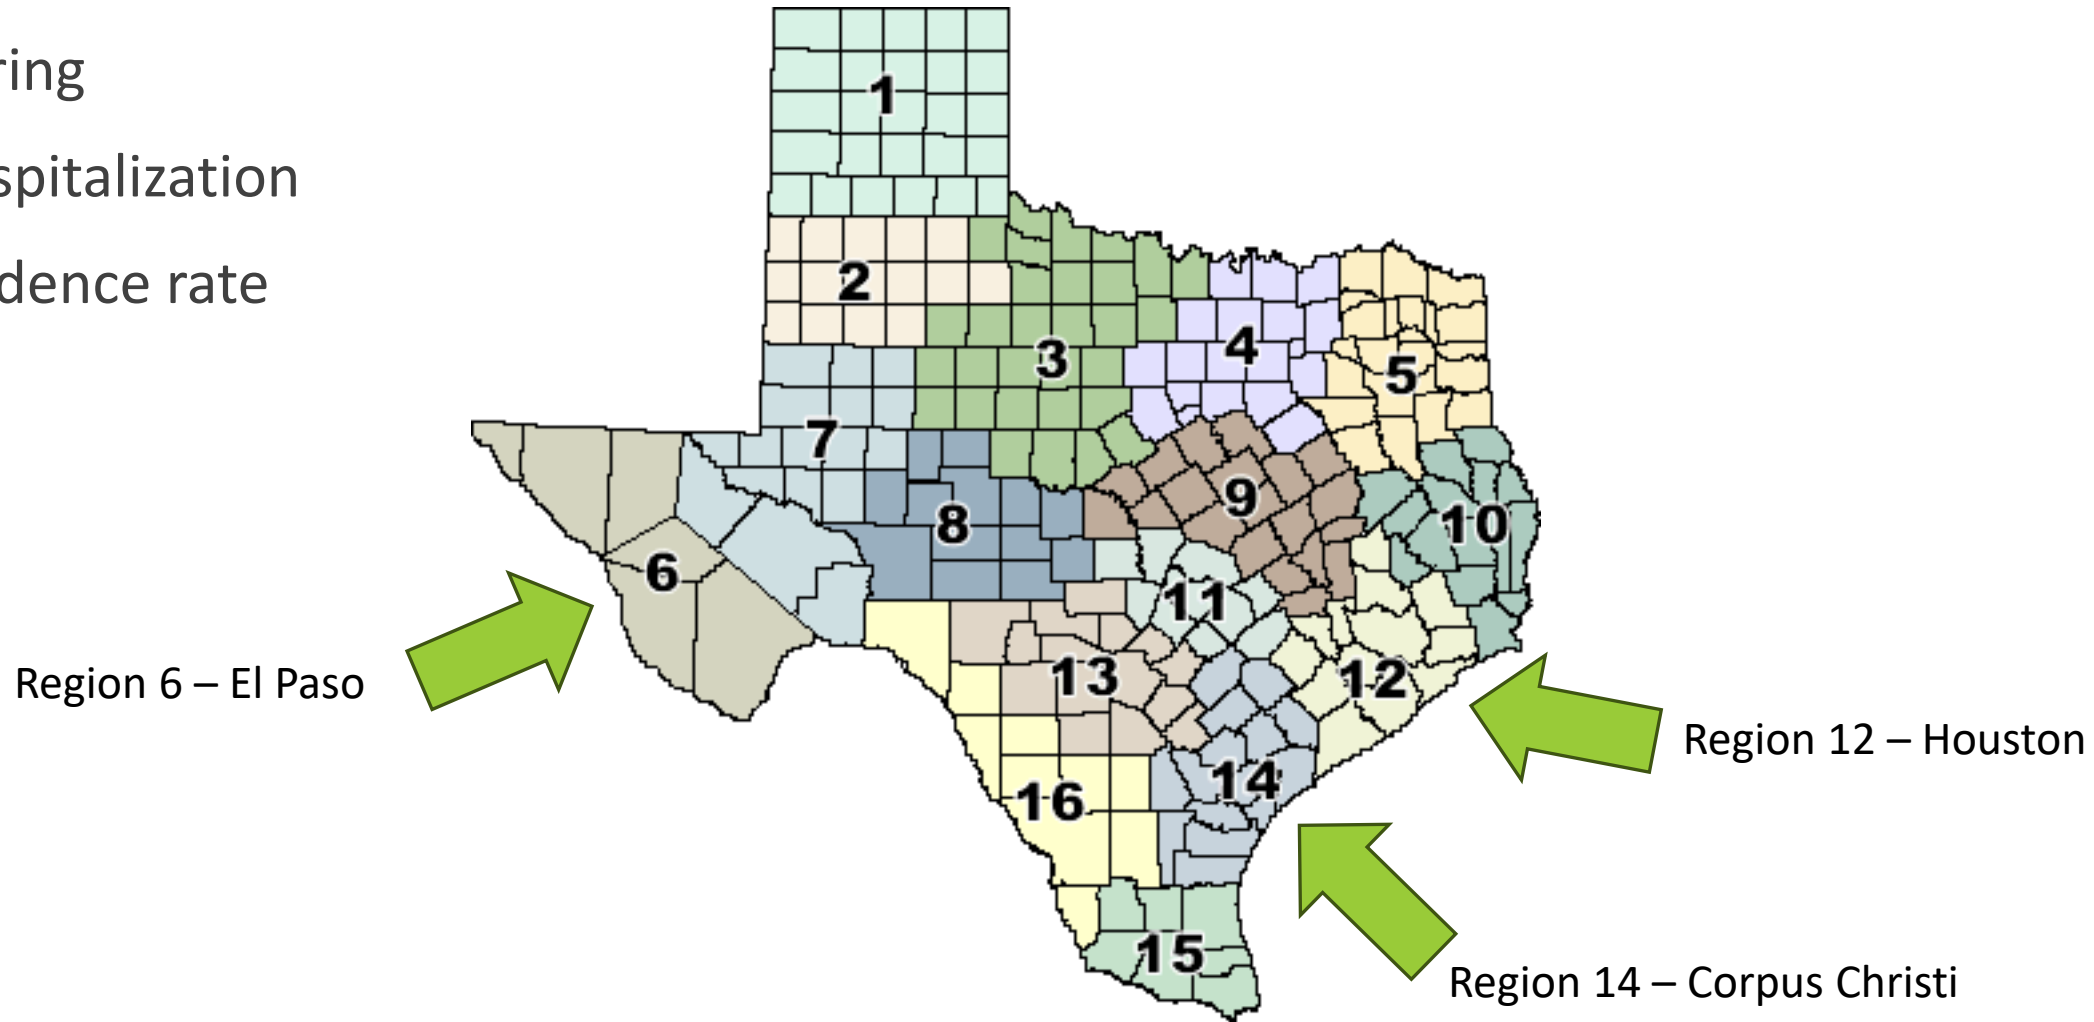 ring
spitalization
dence rate
1
2
3
4
5
6
7
8
9
10
11
12
13
14
15
16
Region 6 – El Paso
Region 12 – Houston
Region 14 – Corpus Christi